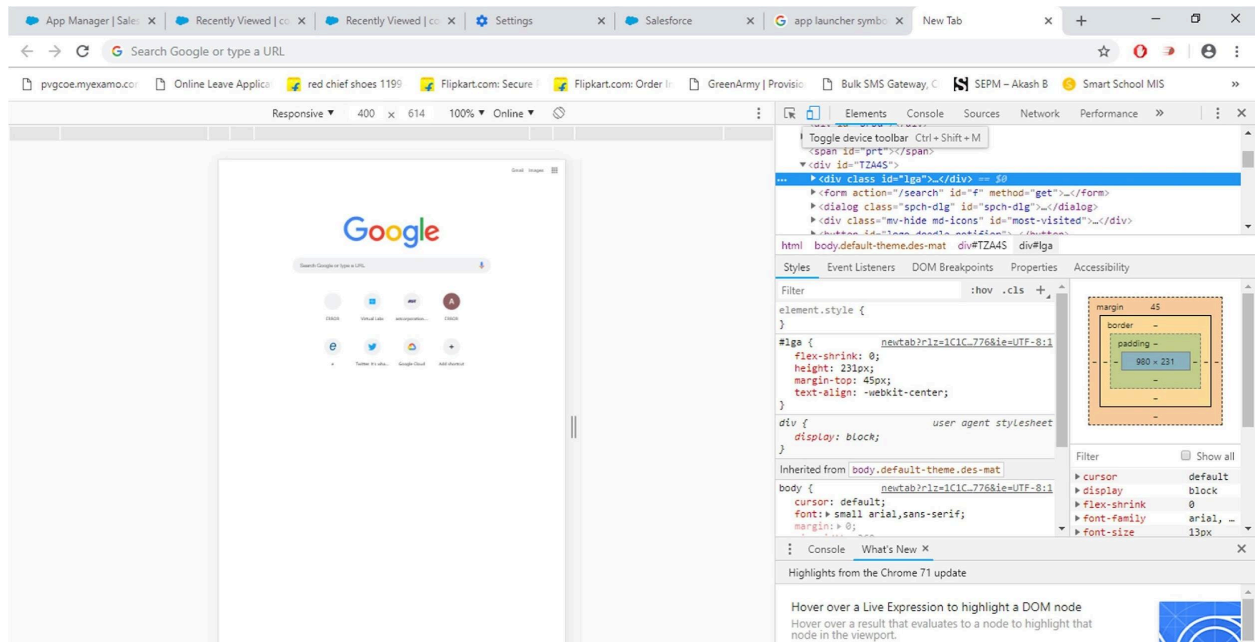 App Manager | Sales
Recently Viewed | co
Recently Viewed | co
Settings
Salesforce
app launcher symbo
New Tab
Search Google or type a URL
pvgcoe.myexamo.com
Online Leave Applica
red chief shoes 1199
Flipkart.com: Secure
Flipkart.com: Order In
GreenArmy | Provisio
Bulk SMS Gateway, C
SEPM – Akash B
Smart School MIS
Responsive ▼ 400 × 614 100% ▼ Online ▼
Elements Console Sources Network Performance »
Toggle device toolbar Ctrl + Shift + M
<span id="prt"></span>
▼<div id="TZA4S">
... ▶<div class id="lga">…</div> == $0
▶<form action="/search" id="f" method="get">…</form>
▶<dialog class="spch-dlg" id="spch-dlg">…</dialog>
▶<div class="mv-hide md-icons" id="most-visited">…</div>
html body.default-theme.des-mat div#TZA4S div#lga
Styles Event Listeners DOM Breakpoints Properties Accessibility
Filter :hov .cls +
element.style {
}
#lga { newtab?rlz=1C1C…776&ie=UTF-8:1
flex-shrink: 0;
height: 231px;
margin-top: 45px;
text-align: -webkit-center;
}
div { user agent stylesheet
display: block;
}
Inherited from body.default-theme.des-mat
body { newtab?rlz=1C1C…776&ie=UTF-8:1
cursor: default;
font:▶ small arial,sans-serif;
margin:▶ 0;
margin 45
border –
padding –
980 × 231
–
–
–
Filter Show all
▶ cursor default
▶ display block
▶ flex-shrink 0
▶ font-family arial, …
▶ font-size 13px
Console What's New ×
Highlights from the Chrome 71 update
Hover over a Live Expression to highlight a DOM node
Hover over a result that evaluates to a node to highlight that
node in the viewport.
Gmail Images
Google
Search Google or type a URL
A
Virtual Labs
Google Cloud Add shortcut